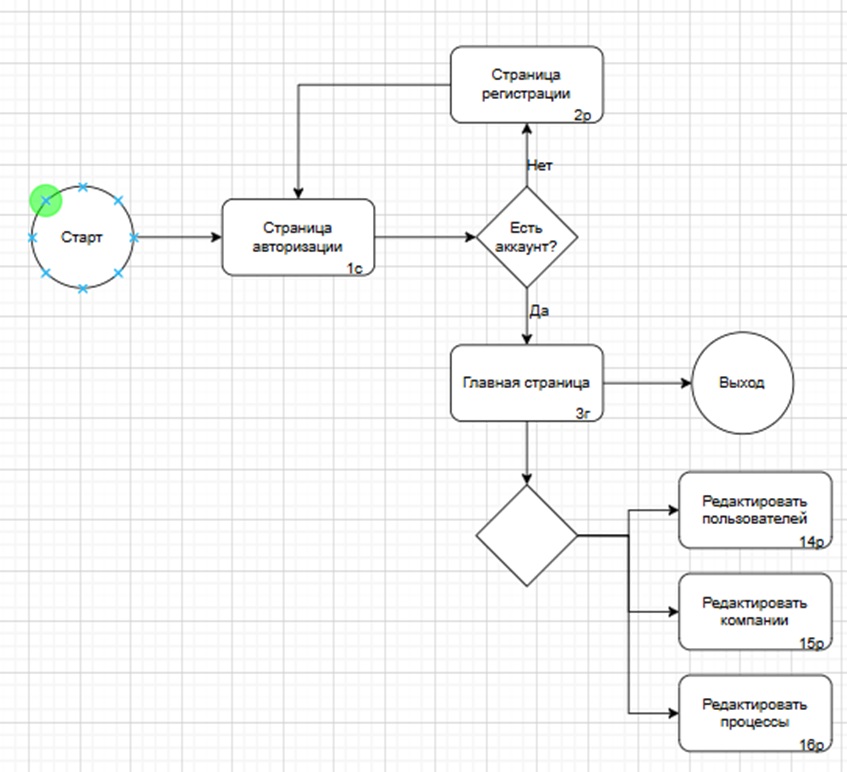 Страница
регистрации
2р
Нет
Старт
Страница
авторизации
1с
Есть
аккаунт?
Да
Главная страница
3г
Выход
Редактировать
пользователей
14р
Редактировать
компании
15р
Редактировать
процессы
16р